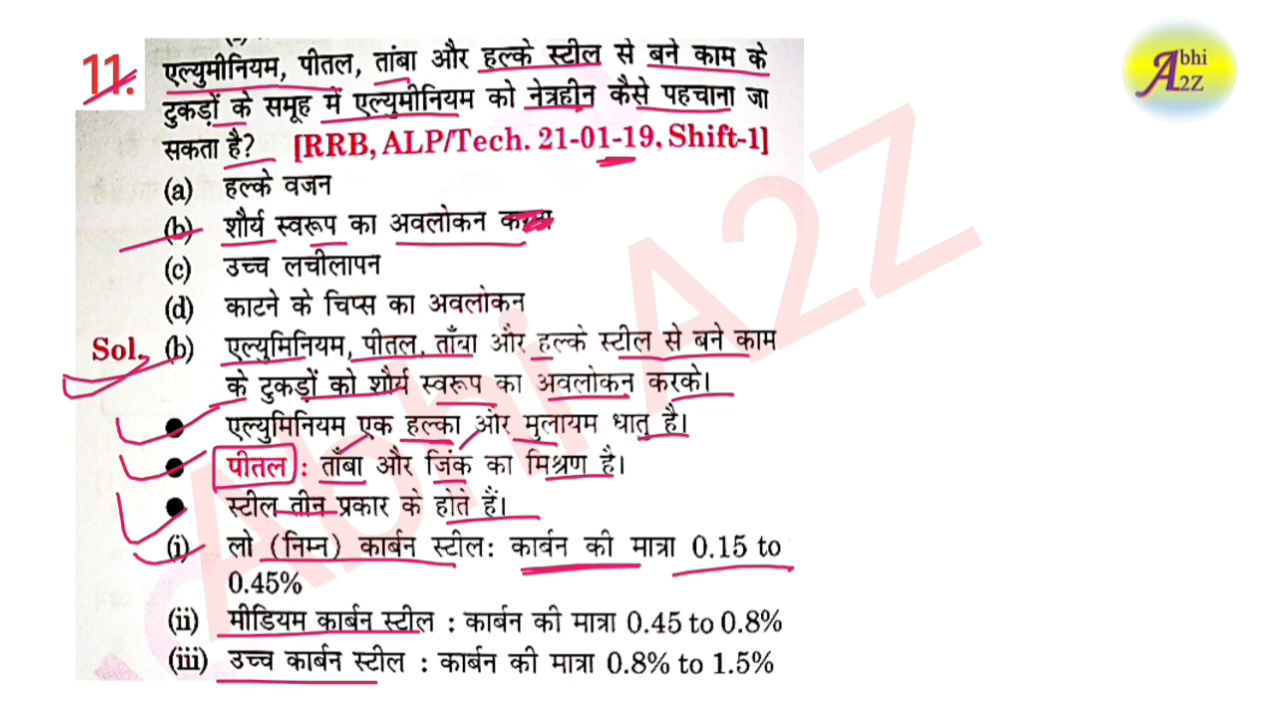 11. एल्युमीनियम, पीतल, तांबा और हल्के स्टील से बने काम के
टुकड़ों के समूह में एल्युमीनियम को नेत्रहीन कैसे पहचाना जा
सकता है? [RRB, ALP/Tech. 21-01-19, Shift-1]
(a) हल्के वजन
(b) शौर्य स्वरूप का अवलोकन
(c) उच्च लचीलापन
(d) काटने के चिप्स का अवलोकन
Sol. (b) एल्युमिनियम, पीतल, ताँबा और हल्के स्टील से बने काम
के टुकड़ों को शौर्य स्वरूप का अवलोकन करके।
● एल्युमिनियम एक हल्का और मुलायम धातु है।
● पीतल : ताँबा और जिंक का मिश्रण है।
● स्टील तीन प्रकार के होते हैं।
(i) लो (निम्न) कार्बन स्टील: कार्बन की मात्रा 0.15 to
0.45%
(ii) मीडियम कार्बन स्टील : कार्बन की मात्रा 0.45 to 0.8%
(iii) उच्च कार्बन स्टील : कार्बन की मात्रा 0.8% to 1.5%
Abhi A2Z
Abhi
A2Z